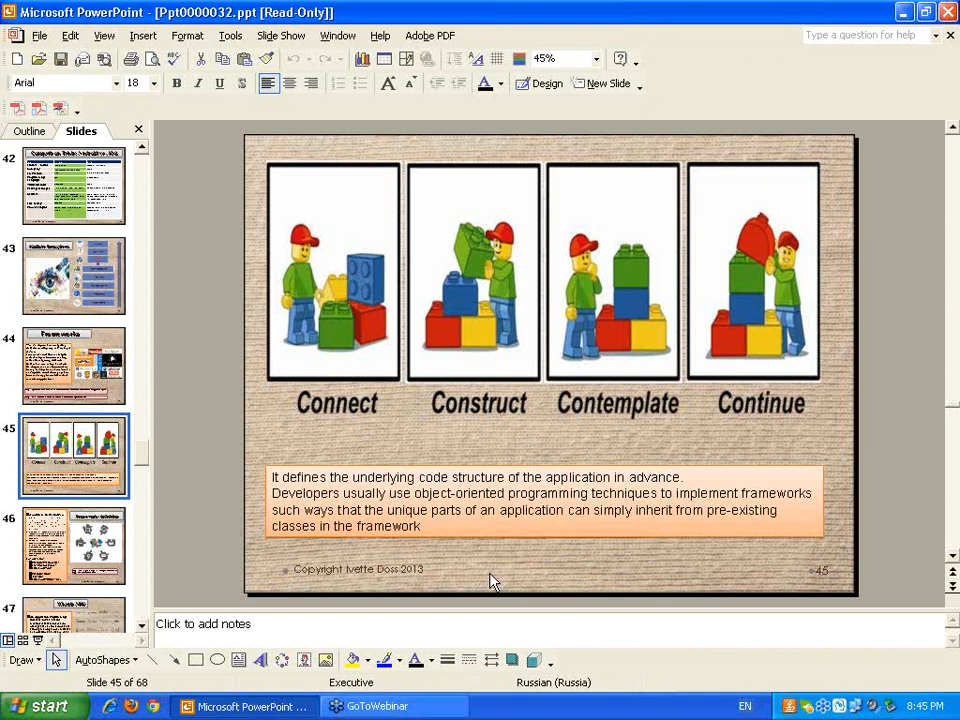 Microsoft PowerPoint - [Ppt0000032.ppt [Read-Only]]
File Edit View Insert Format Tools Slide Show Window Help Adobe PDF
Type a question for help
45%
Arial 18 B I U S A Design New Slide
Outline Slides
42
43
44
Frameworks
45
46
47
Connect Construct Contemplate Continue
It defines the underlying code structure of the application in advance.
Developers usually use object-oriented programming techniques to implement frameworks
such ways that the unique parts of an application can simply inherit from pre-existing
classes in the framework
Copyright Ivette Doss 2013
45
Click to add notes
Draw AutoShapes
Slide 45 of 68 Executive Russian (Russia)
start Microsoft PowerPoint ... GoToWebinar EN 8:45 PM